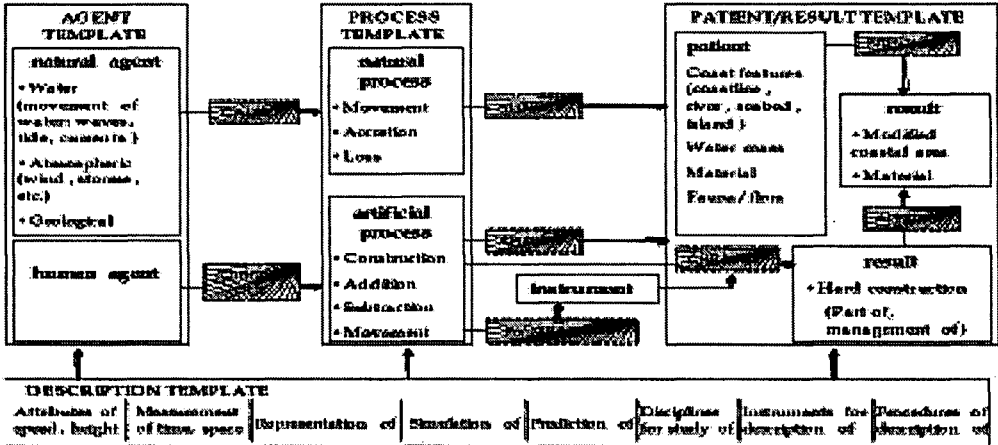 AGENT
TEMPLATE
natural agent
• Water
(movement of
water: waves,
tide, currents)
• Atmospheric
(wind, storms,
etc.)
• Geological
human agent
PROCESS
TEMPLATE
natural
process
• Movement
• Accretion
• Loss
artificial
process
• Construction
• Addition
• Subtraction
• Movement
PATIENT/RESULT TEMPLATE
patient
Coast features
(coastline,
river, seabed,
island)
Water mass
Material
Fauna/flora
result
• Modified
coastal area
• Material
result
• Hard construction
(Part of,
management of)
instrument
DESCRIPTION TEMPLATE
Attributes of
speed, height
Measurement
of time, space
Representation of
Simulation of
Prediction of
Disciplines
for study of
Instruments for
description of
Procedures of
description of